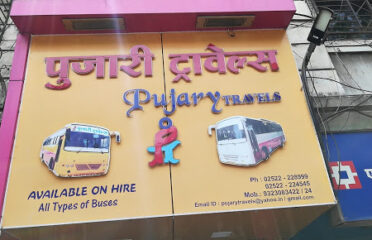 पुजारी ट्रावेल्स
Pujary TRAVELS
AVAILABLE ON HIRE
All Types of Buses
Ph : 02522 - 228599
02522 - 224545
Mob.: 9323083422 / 24
Email ID : pujarytravels@yahoo.in / gmail.com